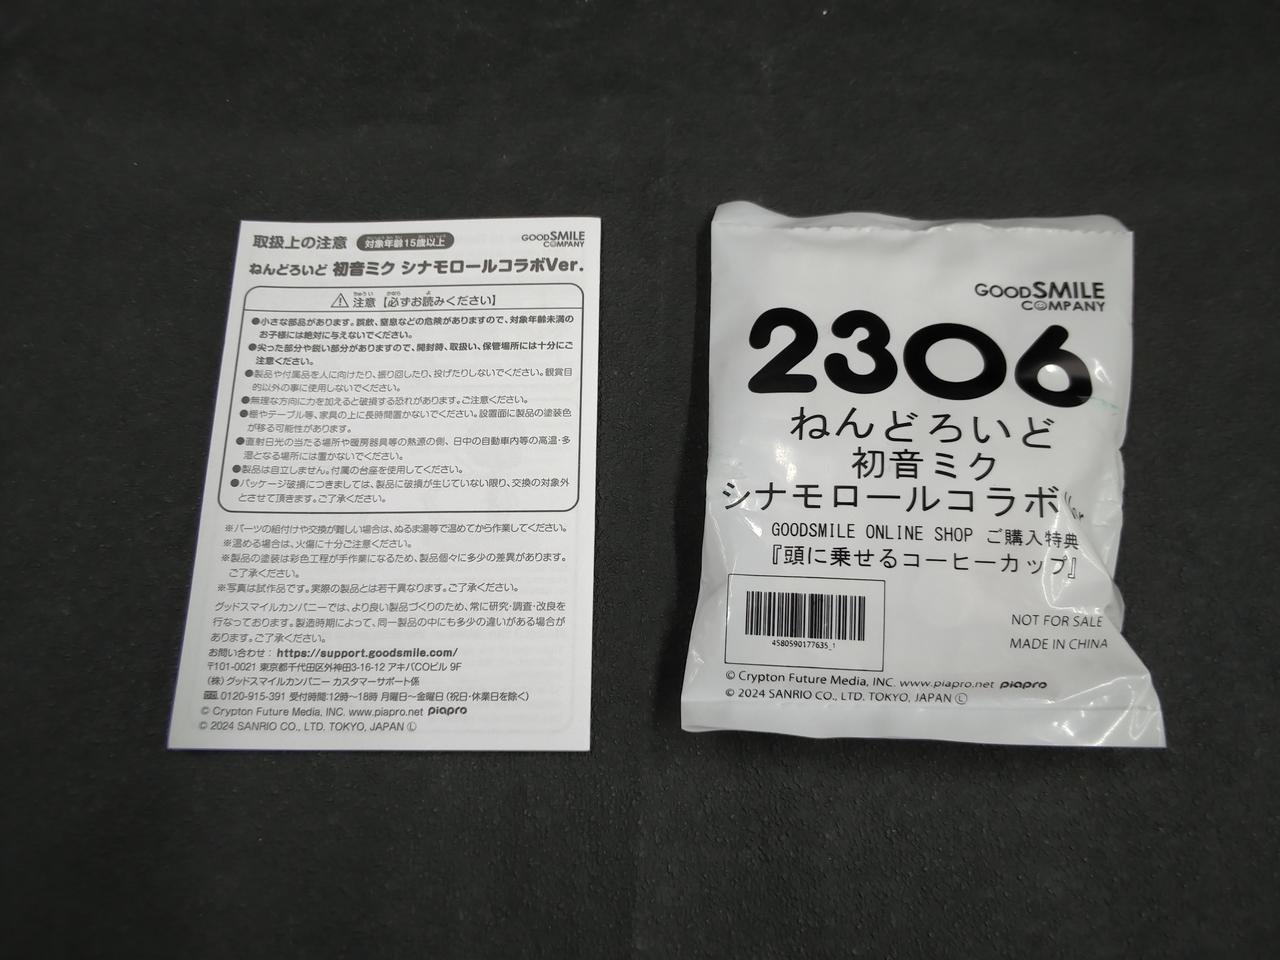 取扱上の注意 対象年齢15歳以上
GOODSMILE COMPANY
ねんどろいど 初音ミク シナモロールコラボVer.
注意【必ずお読みください】
●小さな部品があります。誤飲、窒息などの危険がありますので、対象年齢未満の
お子様には絶対に与えないでください。
●尖った部分や鋭い部分がありますので、開封時、取扱い、保管場所には十分にご
注意ください。
●製品や付属品を人に向けたり、振り回したり、投げたりしないでください。観賞目
的以外の事に使用しないでください。
●無理な方向に力を加えると破損する恐れがあります。ご注意ください。
●棚やテーブル等、家具の上に長時間置かないでください。設置面に製品の塗装色
が移る可能性があります。
●直射日光の当たる場所や暖房器具等の熱源の側、日中の自動車内等の高温・多
湿となる場所には置かないでください。
●製品は自立しません。付属の台座を使用してください。
●パッケージ破損につきましては、製品に破損が生じていない限り、交換の対象外
とさせて頂きます。ご了承ください。
※パーツの組付けや交換が難しい場合は、ぬるま湯等で温めてから作業してください。
※温める場合は、火傷に十分ご注意ください。
※製品の塗装は彩色工程が手作業になるため、製品個々に多少の差異があります。
ご了承ください。
※写真は試作品です。実際の製品とは若干異なります。ご了承ください。
グッドスマイルカンパニーでは、より良い製品づくりのため、常に研究・調査・改良を
行なっております。製造時期によって、同一製品の中にも多少の違いがある場合が
あります。ご了承ください。
お問い合わせ：https://support.goodsmile.com/
〒101-0021 東京都千代田区外神田3-16-12 アキバCOビル 9F
(株)グッドスマイルカンパニー カスタマーサポート係
0120-915-391 受付時間:12時〜18時 月曜日〜金曜日（祝日・休業日を除く）
© Crypton Future Media, INC. www.piapro.net piapro
© 2024 SANRIO CO., LTD. TOKYO, JAPAN Ⓛ
GOODSMILE COMPANY
2306
ねんどろいど
初音ミク
シナモロールコラボVer
GOODSMILE ONLINE SHOP ご購入特典
『頭に乗せるコーヒーカップ』
4580590177635_1
NOT FOR SALE
MADE IN CHINA
© Crypton Future Media, INC. www.piapro.net piapro
© 2024 SANRIO CO., LTD. TOKYO, JAPAN Ⓛ